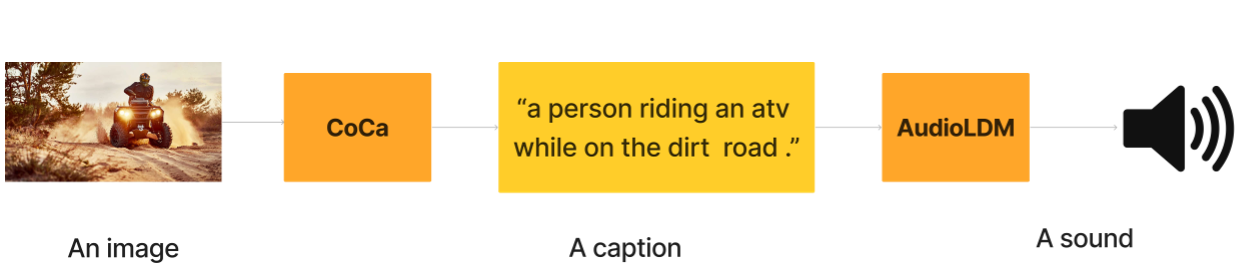 CoCa
“a person riding an atv
while on the dirt road .”
AudioLDM
An image
A caption
A sound